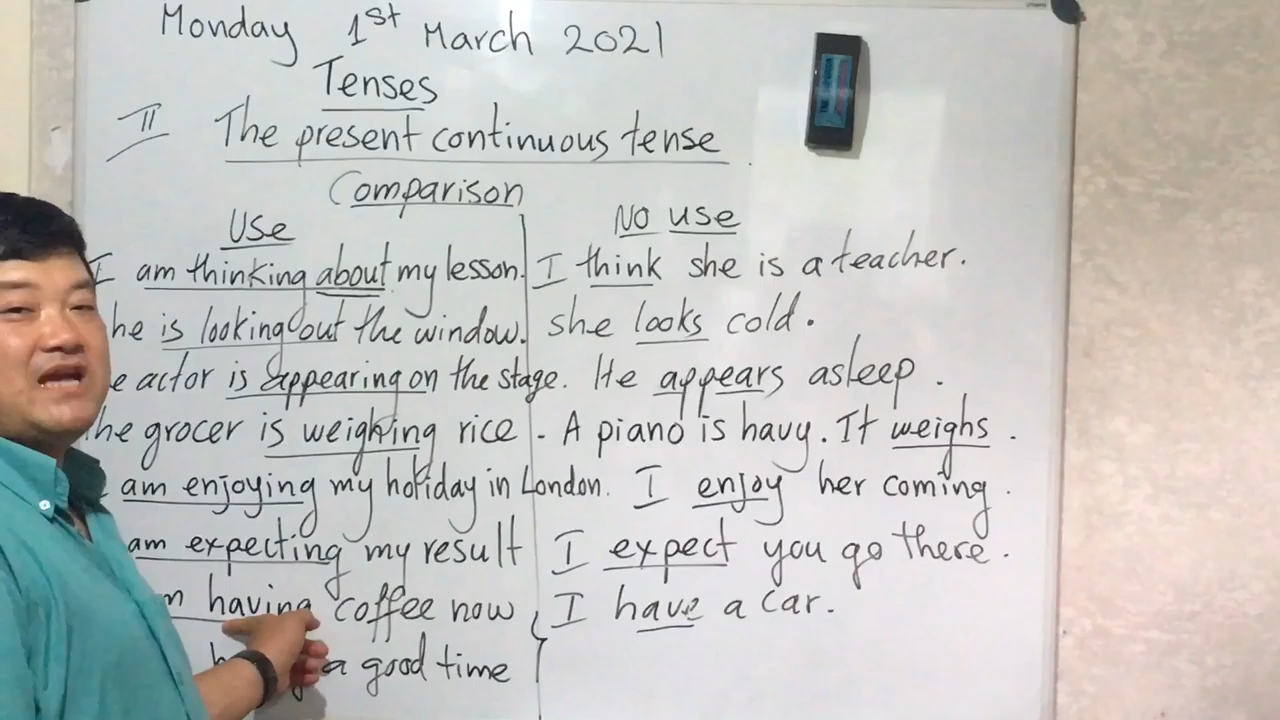 Monday 1st March 2021
Tenses
II The present continuous tense
Comparison
Use
No use
I am thinking about my lesson. I think she is a teacher.
he is looking out the window. she looks cold.
e actor is appearing on the stage. He appears asleep.
he grocer is weighing rice. A piano is havy. It weighs.
am enjoying my holiday in London. I enjoy her coming.
am expecting my result I expect you go there.
m having coffee now I have a car.
a good time